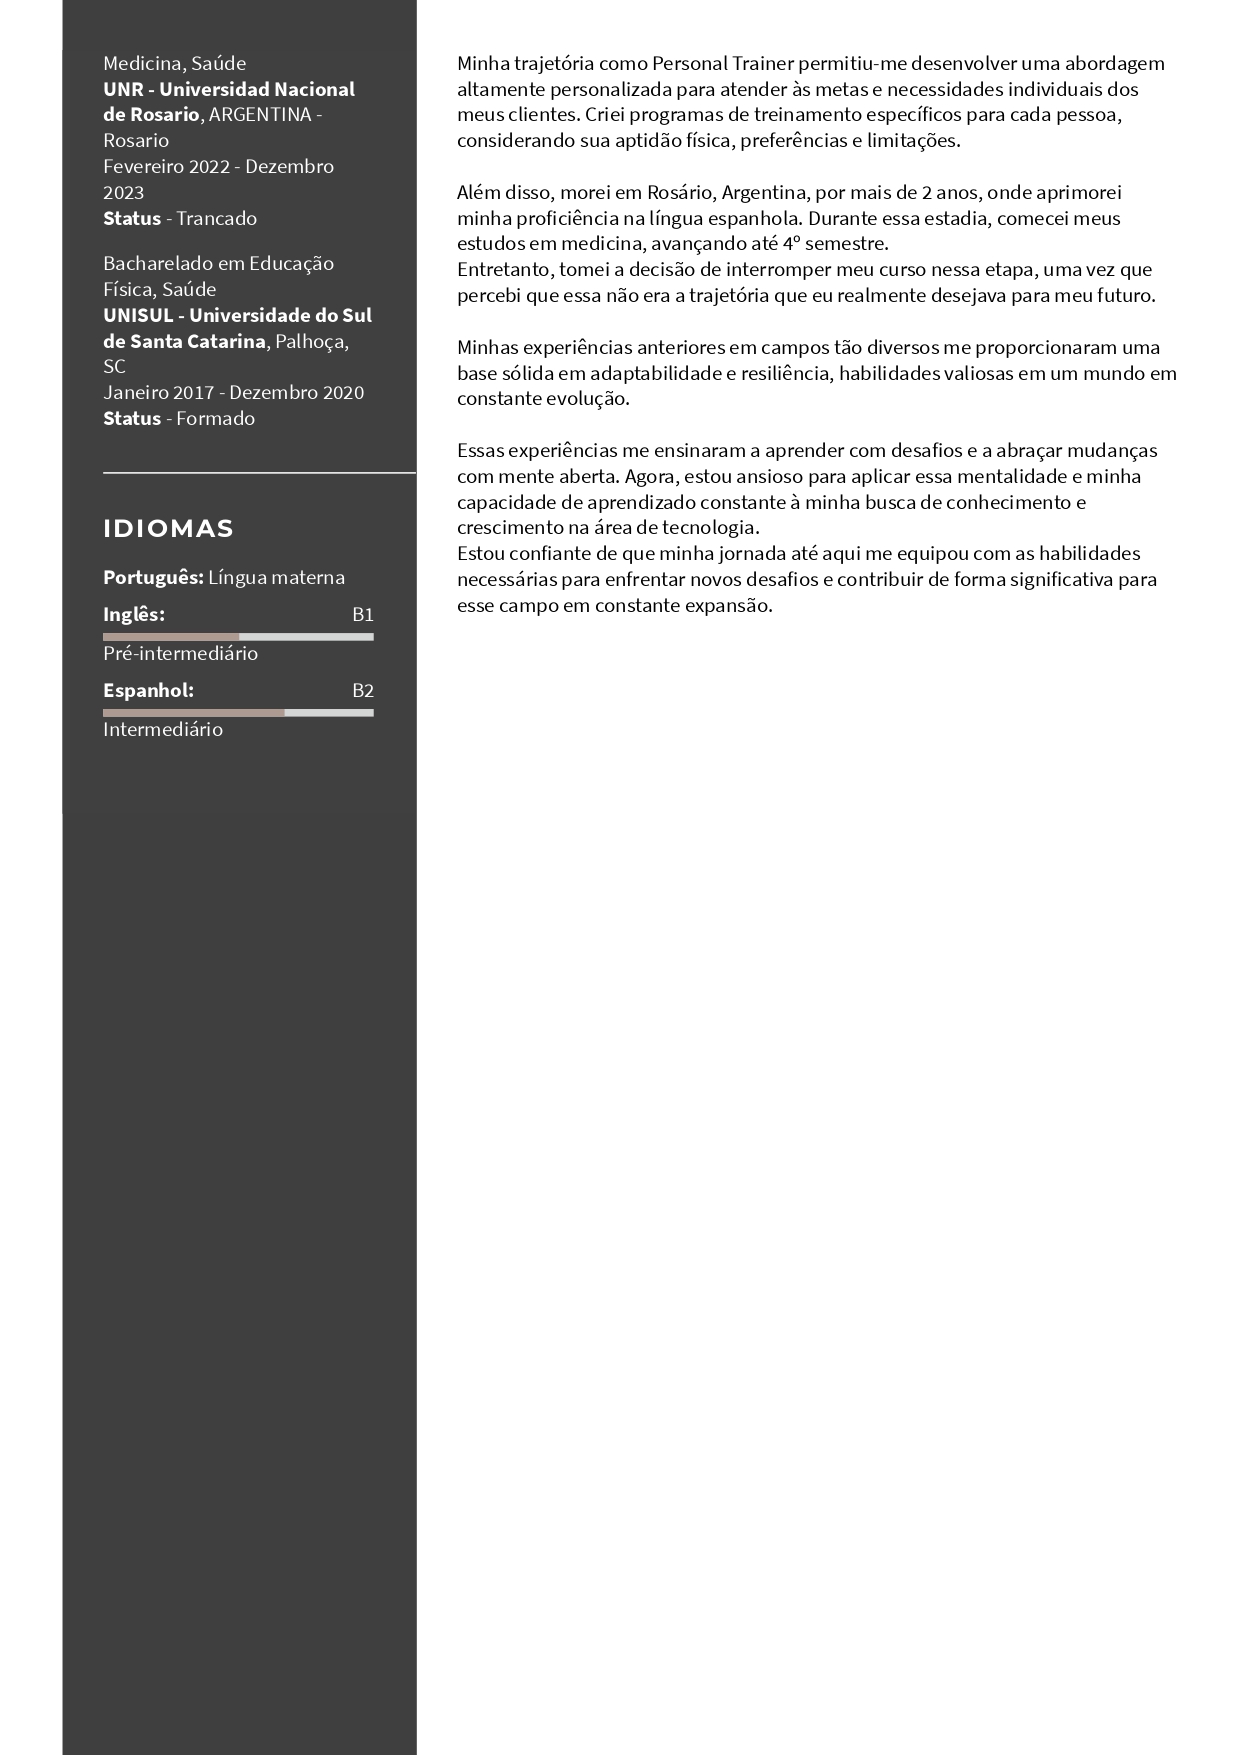 Medicina, Saúde
UNR - Universidad Nacional
de Rosario, ARGENTINA -
Rosario
Fevereiro 2022 - Dezembro
2023
Status - Trancado
Bacharelado em Educação
Física, Saúde
UNISUL - Universidade do Sul
de Santa Catarina, Palhoça,
SC
Janeiro 2017 - Dezembro 2020
Status - Formado
IDIOMAS
Português: Língua materna
Inglês: B1
Pré-intermediário
Espanhol: B2
Intermediário
Minha trajetória como Personal Trainer permitiu-me desenvolver uma abordagem
altamente personalizada para atender às metas e necessidades individuais dos
meus clientes. Criei programas de treinamento específicos para cada pessoa,
considerando sua aptidão física, preferências e limitações.
Além disso, morei em Rosário, Argentina, por mais de 2 anos, onde aprimorei
minha proficiência na língua espanhola. Durante essa estadia, comecei meus
estudos em medicina, avançando até 4º semestre.
Entretanto, tomei a decisão de interromper meu curso nessa etapa, uma vez que
percebi que essa não era a trajetória que eu realmente desejava para meu futuro.
Minhas experiências anteriores em campos tão diversos me proporcionaram uma
base sólida em adaptabilidade e resiliência, habilidades valiosas em um mundo em
constante evolução.
Essas experiências me ensinaram a aprender com desafios e a abraçar mudanças
com mente aberta. Agora, estou ansioso para aplicar essa mentalidade e minha
capacidade de aprendizado constante à minha busca de conhecimento e
crescimento na área de tecnologia.
Estou confiante de que minha jornada até aqui me equipou com as habilidades
necessárias para enfrentar novos desafios e contribuir de forma significativa para
esse campo em constante expansão.